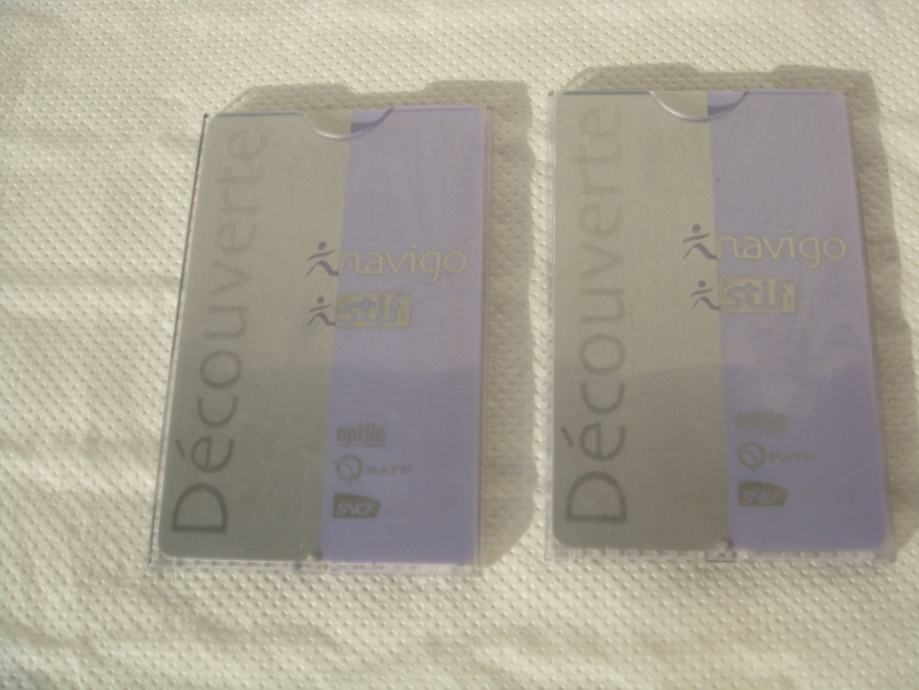 Découverte
navigo
stif
optile
RATP
SNCF
Découverte
navigo
stif
optile
RATP
SNCF